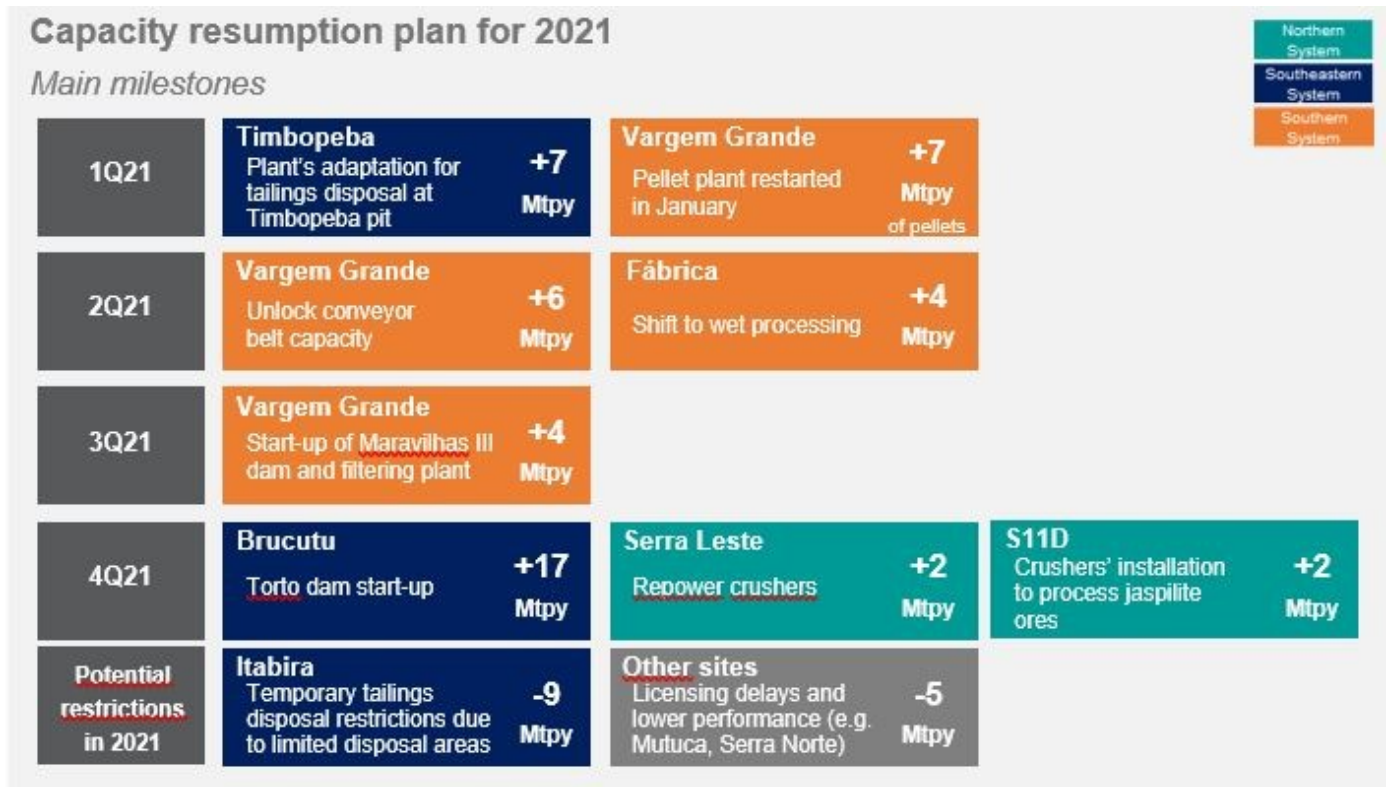 Capacity resumption plan for 2021
Main milestones
Northern
System
Southeastern
System
Southern
System
1Q21
Timbopeba
Plant's adaptation for
tailings disposal at
Timbopeba pit
+7
Mtpy
Vargem Grande
Pellet plant restarted
in January
+7
Mtpy
of pellets
2Q21
Vargem Grande
Unlock conveyor
belt capacity
+6
Mtpy
Fábrica
Shift to wet processing
+4
Mtpy
3Q21
Vargem Grande
Start-up of Maravilhas III
dam and filtering plant
+4
Mtpy
4Q21
Brucutu
Torto dam start-up
+17
Mtpy
Serra Leste
Repower crushers
+2
Mtpy
S11D
Crushers' installation
to process jaspilite
ores
+2
Mtpy
Potential
restrictions
in 2021
Itabira
Temporary tailings
disposal restrictions due
to limited disposal areas
-9
Mtpy
Other sites
Licensing delays and
lower performance (e.g.
Mutuca, Serra Norte)
-5
Mtpy